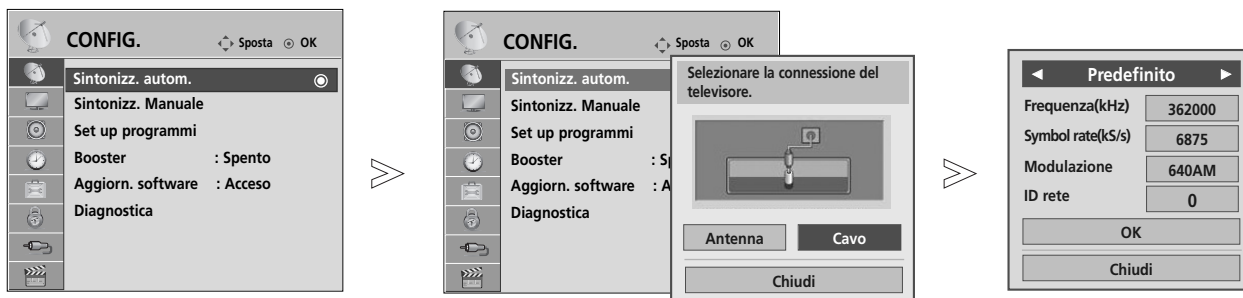 CONFIG. Sposta OK
Sintonizz. autom.
Sintonizz. Manuale
Set up programmi
Booster : Spento
Aggiorn. software : Acceso
Diagnostica
CONFIG. Sposta OK
Sintonizz. autom.
Sintonizz. Manuale
Set up programmi
Booster : Sp
Aggiorn. software : A
Diagnostica
Selezionare la connessione del
televisore.
Antenna Cavo
Chiudi
Predefinito
Frequenza(kHz) 362000
Symbol rate(kS/s) 6875
Modulazione 640AM
ID rete 0
OK
Chiudi